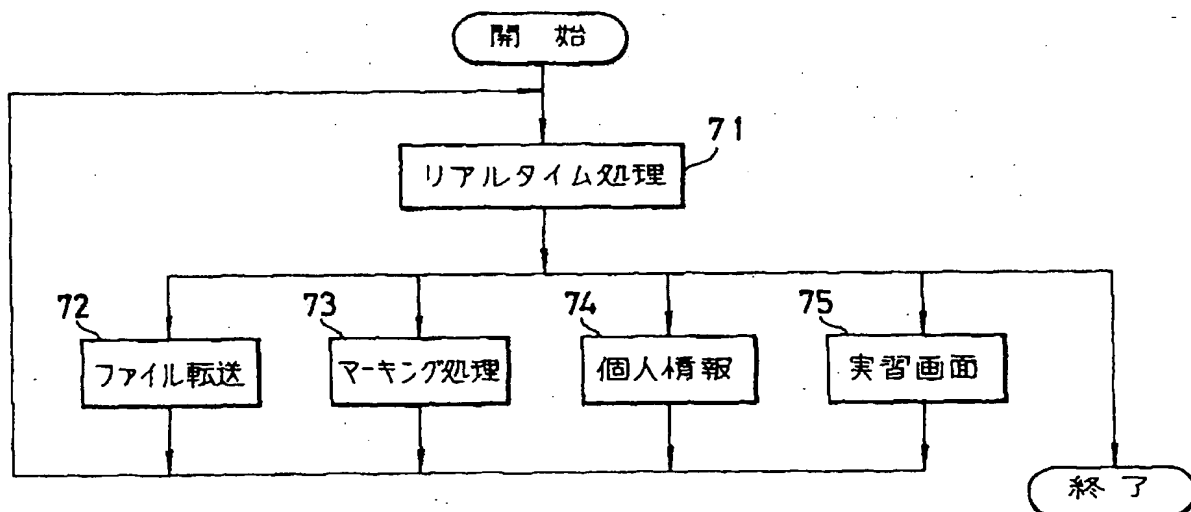 開始
71
リアルタイム処理
72
73
74
75
ファイル転送
マーキング処理
個人情報
実習画面
終了